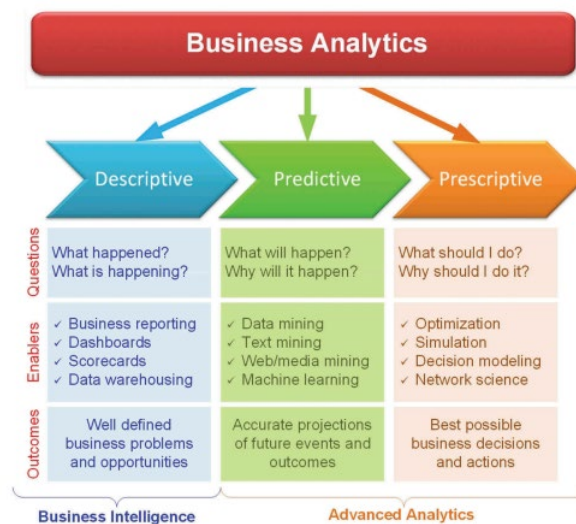 Business Analytics
Descriptive
Predictive
Prescriptive
Questions
What happened?
What is happening?
What will happen?
Why will it happen?
What should I do?
Why should I do it?
Enablers
✓ Business reporting
✓ Dashboards
✓ Scorecards
✓ Data warehousing
✓ Data mining
✓ Text mining
✓ Web/media mining
✓ Machine learning
✓ Optimization
✓ Simulation
✓ Decision modeling
✓ Network science
Outcomes
Well defined
business problems
and opportunities
Accurate projections
of future events and
outcomes
Best possible
business decisions
and actions
Business Intelligence
Advanced Analytics